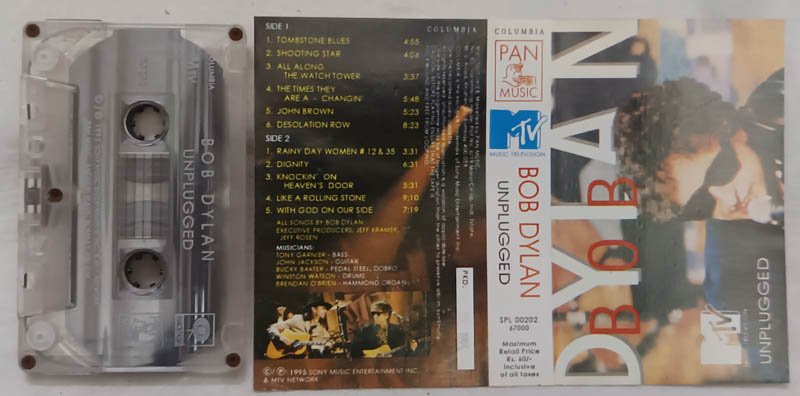 COLUMBIA
MTV
BOB DYLAN
UNPLUGGED
SIDE 1
COLUMBIA
1. TOMBSTONE BLUES 4:55
2. SHOOTING STAR 4:06
3. ALL ALONG
THE WATCH TOWER 3:37
4. THE TIMES THEY
ARE A - CHANGIN' 5:48
5. JOHN BROWN 5:23
6. DESOLATION ROW 8:23
SIDE 2
1. RAINY DAY WOMEN # 12 & 35 3:31
2. DIGNITY 6:31
3. KNOCKIN' ON
HEAVEN'S DOOR 5:31
4. LIKE A ROLLING STONE 9:10
5. WITH GOD ON OUR SIDE 7:19
ALL SONGS BY BOB DYLAN
EXECUTIVE PRODUCERS: JEFF KRAMER,
JEFF ROSEN
MUSICIANS:
TONY GARNIER - BASS
JOHN JACKSON - GUITAR
BUCKY BAXTER - PEDAL STEEL, DOBRO
WINSTON WATSON - DRUMS
BRENDAN O'BRIEN - HAMMOND ORGAN
©/℗ 1995 SONY MUSIC ENTERTAINMENT INC.
& MTV NETWORK
PKD.
COLUMBIA
PAN
MUSIC
MTV
MUSIC TELEVISION
BOB DYLAN
UNPLUGGED
SPL 00202
67000
Maximum
Retail Price
Rs. 60/-
inclusive
of all taxes
BOB
DYLAN
MTV
UNPLUGGED